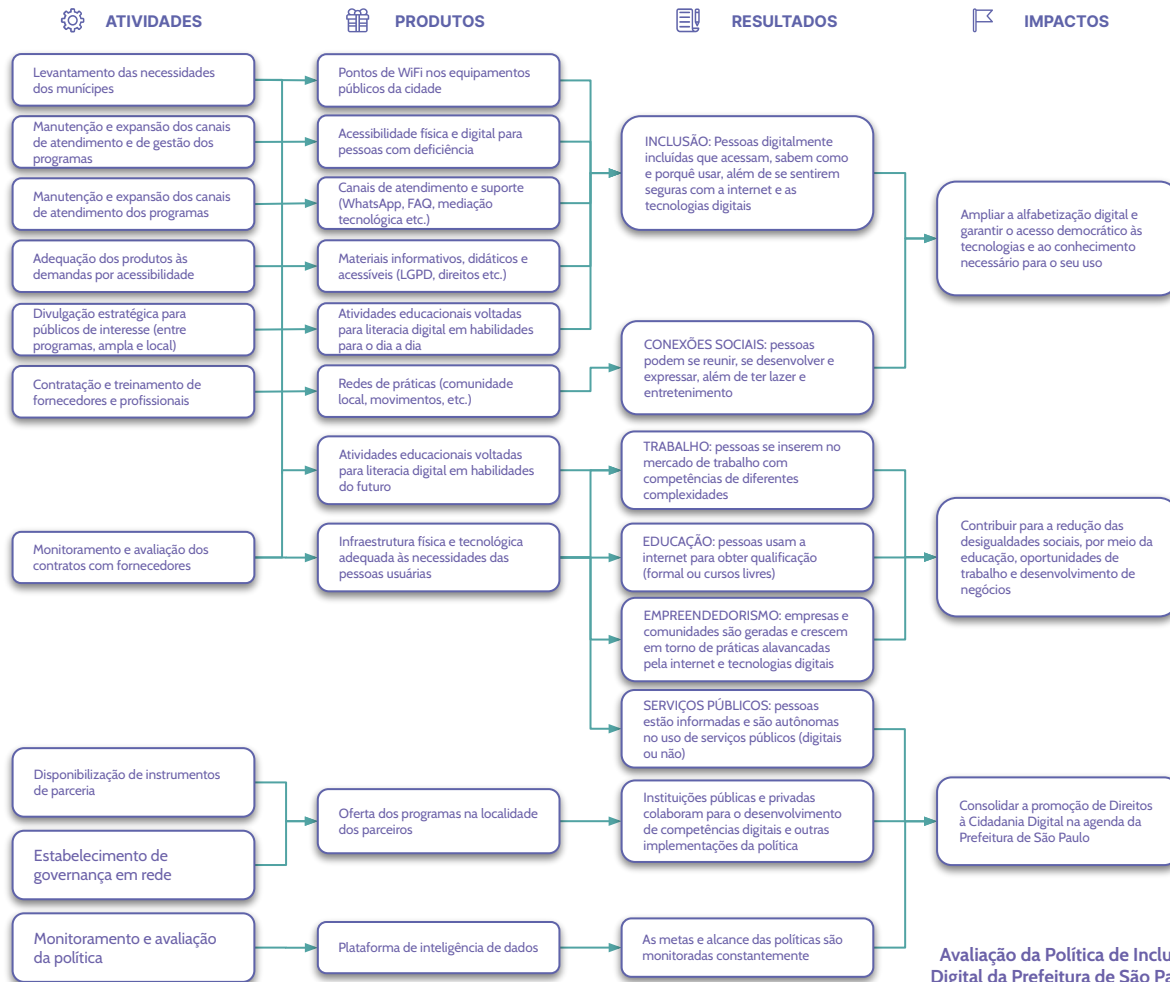 ATIVIDADES
PRODUTOS
RESULTADOS
IMPACTOS
Levantamento das necessidades
dos munícipes
Manutenção e expansão dos canais
de atendimento e de gestão dos
programas
Manutenção e expansão dos canais
de atendimento dos programas
Adequação dos produtos às
demandas por acessibilidade
Divulgação estratégica para
públicos de interesse (entre
programas, ampla e local)
Contratação e treinamento de
fornecedores e profissionais
Monitoramento e avaliação dos
contratos com fornecedores
Disponibilização de instrumentos
de parceria
Estabelecimento de
governança em rede
Monitoramento e avaliação
da política
Pontos de WiFi nos equipamentos
públicos da cidade
Acessibilidade física e digital para
pessoas com deficiência
Canais de atendimento e suporte
(WhatsApp, FAQ, mediação
tecnológica etc.)
Materiais informativos, didáticos e
acessíveis (LGPD, direitos etc.)
Atividades educacionais voltadas
para literacia digital em habilidades
para o dia a dia
Redes de práticas (comunidade
local, movimentos, etc.)
Atividades educacionais voltadas
para literacia digital em habilidades
do futuro
Infraestrutura física e tecnológica
adequada às necessidades das
pessoas usuárias
Oferta dos programas na localidade
dos parceiros
Plataforma de inteligência de dados
INCLUSÃO: Pessoas digitalmente
incluídas que acessam, sabem como
e porquê usar, além de se sentirem
seguras com a internet e as
tecnologias digitais
CONEXÕES SOCIAIS: pessoas
podem se reunir, se desenvolver e
expressar, além de ter lazer e
entretenimento
TRABALHO: pessoas se inserem no
mercado de trabalho com
competências de diferentes
complexidades
EDUCAÇÃO: pessoas usam a
internet para obter qualificação
(formal ou cursos livres)
EMPREENDEDORISMO: empresas e
comunidades são geradas e crescem
em torno de práticas alavancadas
pela internet e tecnologias digitais
SERVIÇOS PÚBLICOS: pessoas
estão informadas e são autônomas
no uso de serviços públicos (digitais
ou não)
Instituições públicas e privadas
colaboram para o desenvolvimento
de competências digitais e outras
implementações da política
As metas e alcance das políticas são
monitoradas constantemente
Ampliar a alfabetização digital e
garantir o acesso democrático às
tecnologias e ao conhecimento
necessário para o seu uso
Contribuir para a redução das
desigualdades sociais, por meio da
educação, oportunidades de
trabalho e desenvolvimento de
negócios
Consolidar a promoção de Direitos
à Cidadania Digital na agenda da
Prefeitura de São Paulo
Avaliação da Política de Inclu
Digital da Prefeitura de São Pa